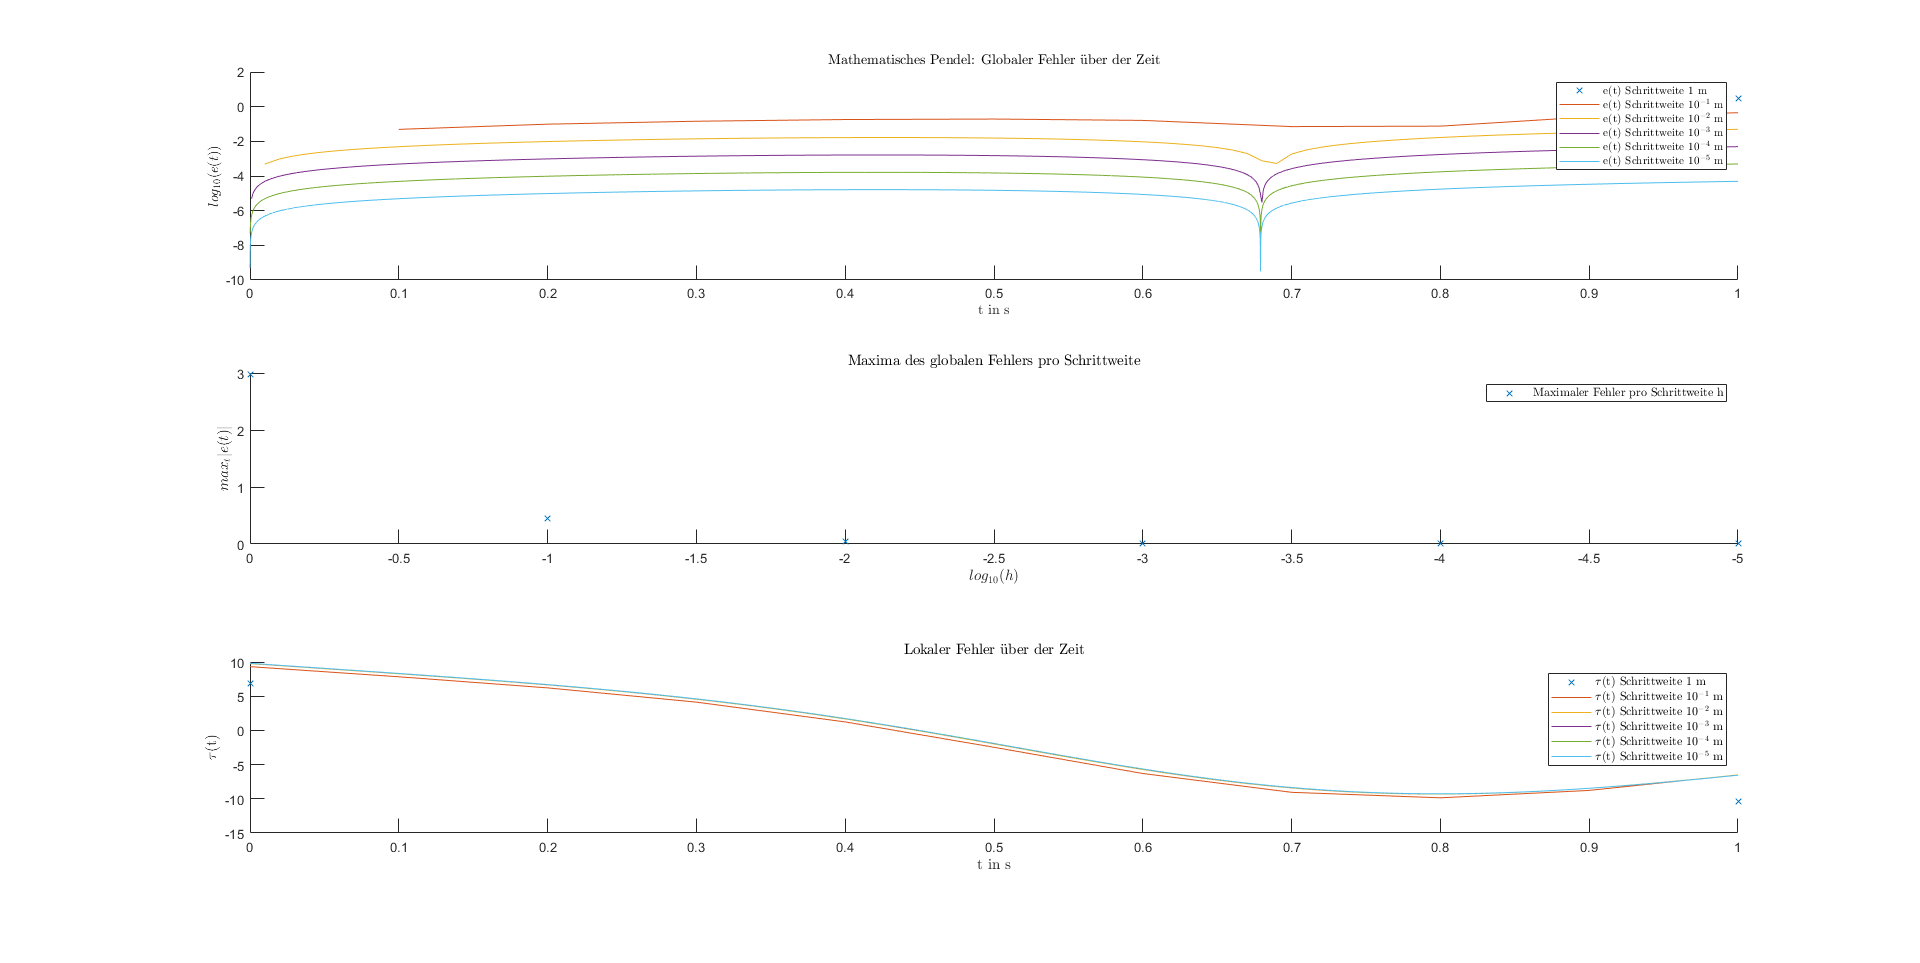 Mathematisches Pendel: Globaler Fehler über der Zeit
2
0
-2
-4
-6
-8
-10
log₁₀(e(t))
e(t) Schrittweite 1 m
e(t) Schrittweite 10⁻¹ m
e(t) Schrittweite 10⁻² m
e(t) Schrittweite 10⁻³ m
e(t) Schrittweite 10⁻⁴ m
e(t) Schrittweite 10⁻⁵ m
0 0.1 0.2 0.3 0.4 0.5 0.6 0.7 0.8 0.9 1
t in s
Maxima des globalen Fehlers pro Schrittweite
3
2
1
0
maxₜ|e(t)|
Maximaler Fehler pro Schrittweite h
0 -0.5 -1 -1.5 -2 -2.5 -3 -3.5 -4 -4.5 -5
log₁₀(h)
Lokaler Fehler über der Zeit
10
5
0
-5
-10
-15
τ(t)
τ(t) Schrittweite 1 m
τ(t) Schrittweite 10⁻¹ m
τ(t) Schrittweite 10⁻² m
τ(t) Schrittweite 10⁻³ m
τ(t) Schrittweite 10⁻⁴ m
τ(t) Schrittweite 10⁻⁵ m
0 0.1 0.2 0.3 0.4 0.5 0.6 0.7 0.8 0.9 1
t in s